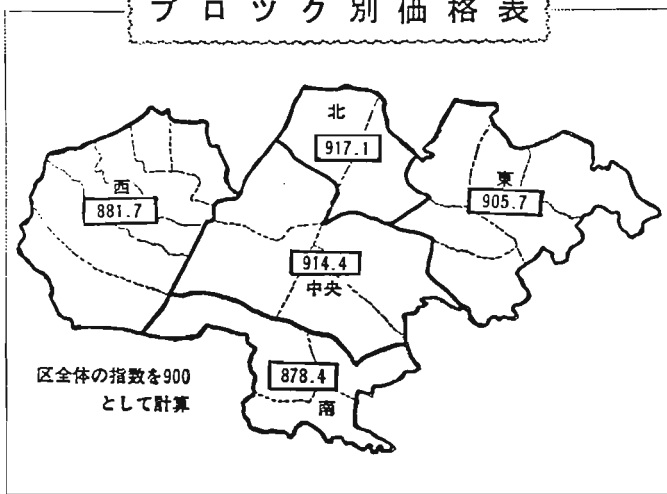 ブロック別価格表
北
917.1
西
881.7
東
905.7
914.4
中央
878.4
南
区全体の指数を900
として計算